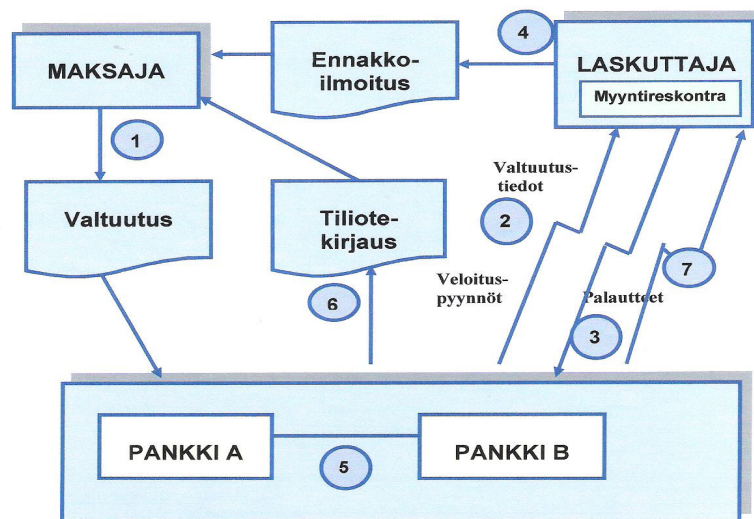 4
MAKSAJA
Ennakko-
ilmoitus
LASKUTTAJA
Myyntireskontra
1
Valtuutus
Tiliote-
kirjaus
Valtuutus-
tiedot
2
Veloitus-
pyynnöt
6
Palautteet
7
3
PANKKI A
PANKKI B
5